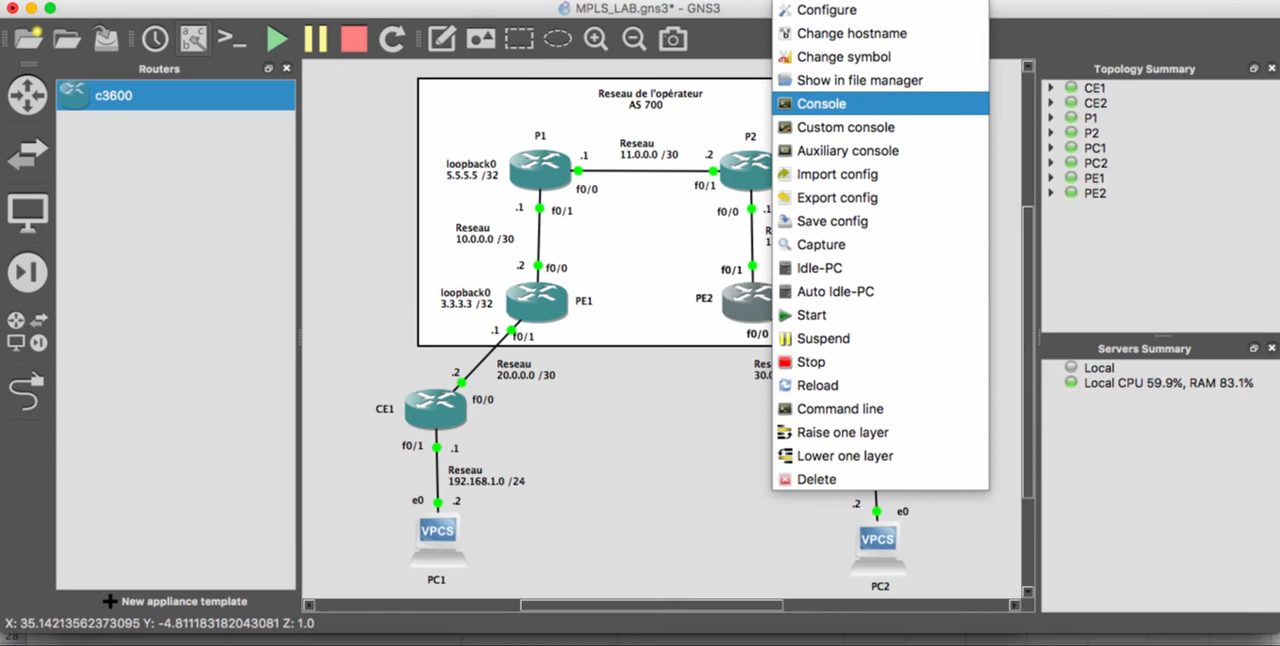 MPLS_LAB.gns3* - GNS3
Routers
c3600
New appliance template
X: 35.14213562373095 Y: -4.811183182043081 Z: 1.0
28
Reseau de l'opérateur
AS 700
P1
loopback0
5.5.5.5 /32
.1
f0/0
Reseau
11.0.0.0 /30
P2
.2
f0/1
.1
f0/1
f0/0
.1
Reseau
10.0.0.0 /30
.2
f0/0
f0/1
loopback0
3.3.3.3 /32
PE1
PE2
.1
f0/1
f0/0
Reseau
20.0.0.0 /30
.2
f0/0
CE1
f0/1
.1
Reseau
192.168.1.0 /24
e0
.2
VPCS
PC1
.2
e0
VPCS
PC2
Configure
Change hostname
Change symbol
Show in file manager
Console
Custom console
Auxiliary console
Import config
Export config
Save config
Capture
Idle-PC
Auto Idle-PC
Start
Suspend
Stop
Reload
Command line
Raise one layer
Lower one layer
Delete
Topology Summary
CE1
CE2
P1
P2
PC1
PC2
PE1
PE2
Servers Summary
Local
Local CPU 59.9%, RAM 83.1%